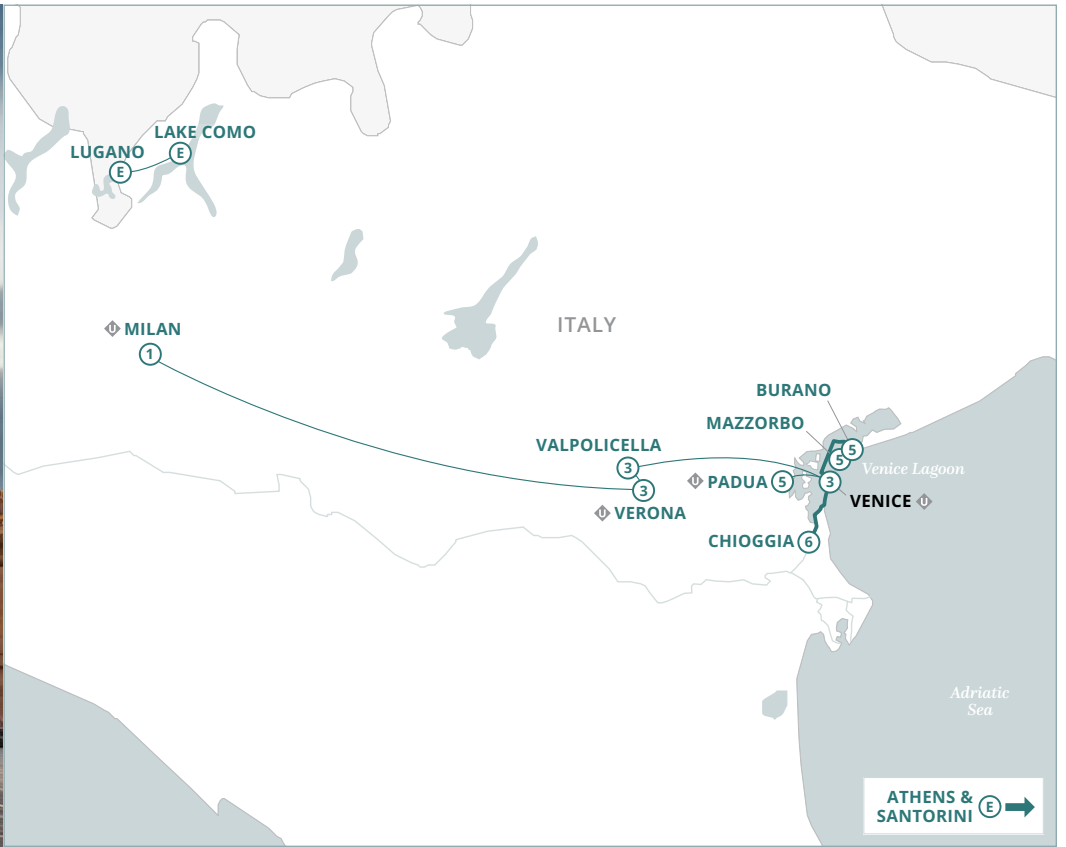 LAKE COMO
LUGANO
E
E
U MILAN
1
ITALY
BURANO
MAZZORBO
VALPOLICELLA
3
5
5
Venice Lagoon
U PADUA 5
3
3
VENICE U
U VERONA
CHIOGGIA 6
Adriatic
Sea
ATHENS &
SANTORINI
E